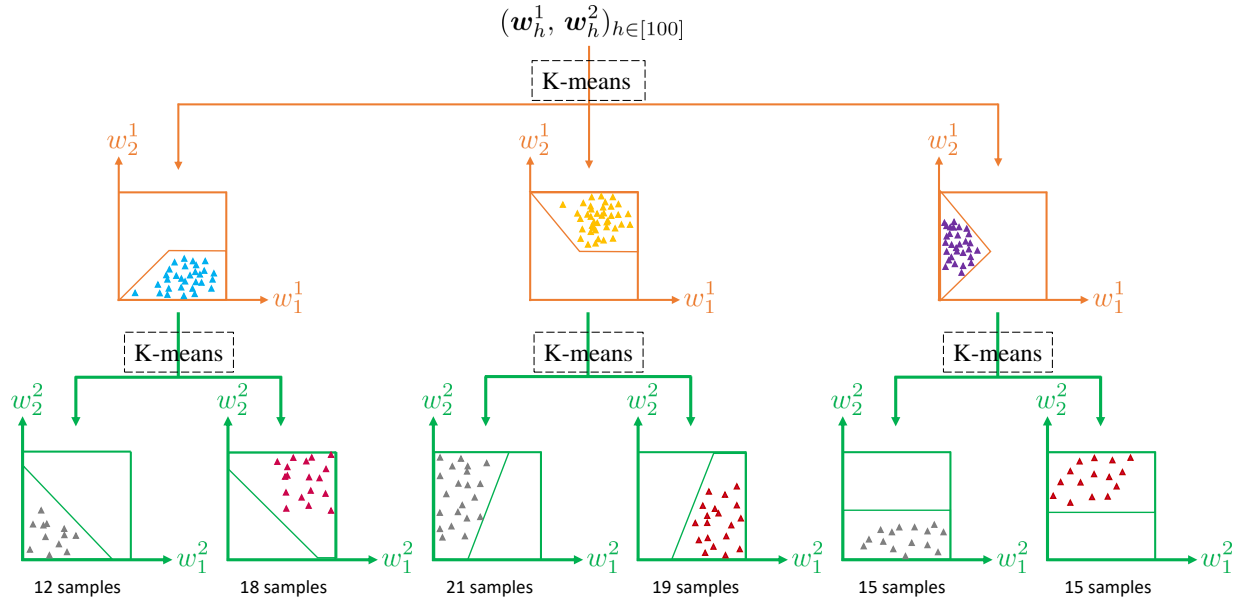 (w_h^1, w_h^2)_{h∈[100]}
K-means
w_2^1 w_2^1 w_2^1
w_1^1 w_1^1 w_1^1
K-means K-means K-means
w_2^2 w_2^2 w_2^2 w_2^2 w_2^2 w_2^2
w_1^2 w_1^2 w_1^2 w_1^2 w_1^2 w_1^2
12 samples 18 samples 21 samples 19 samples 15 samples 15 samples